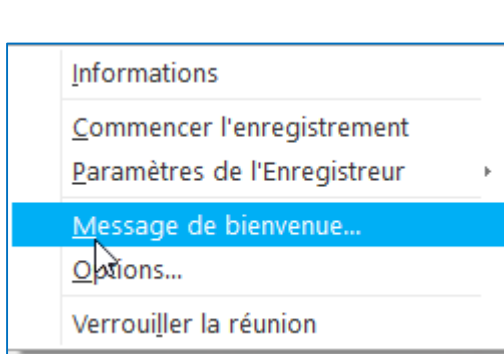 Informations
Commencer l'enregistrement
Paramètres de l'Enregistreur
Message de bienvenue...
Options...
Verrouiller la réunion